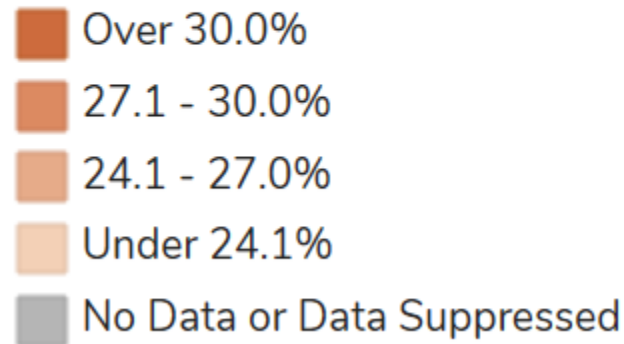 Over 30.0%
27.1 - 30.0%
24.1 - 27.0%
Under 24.1%
No Data or Data Suppressed